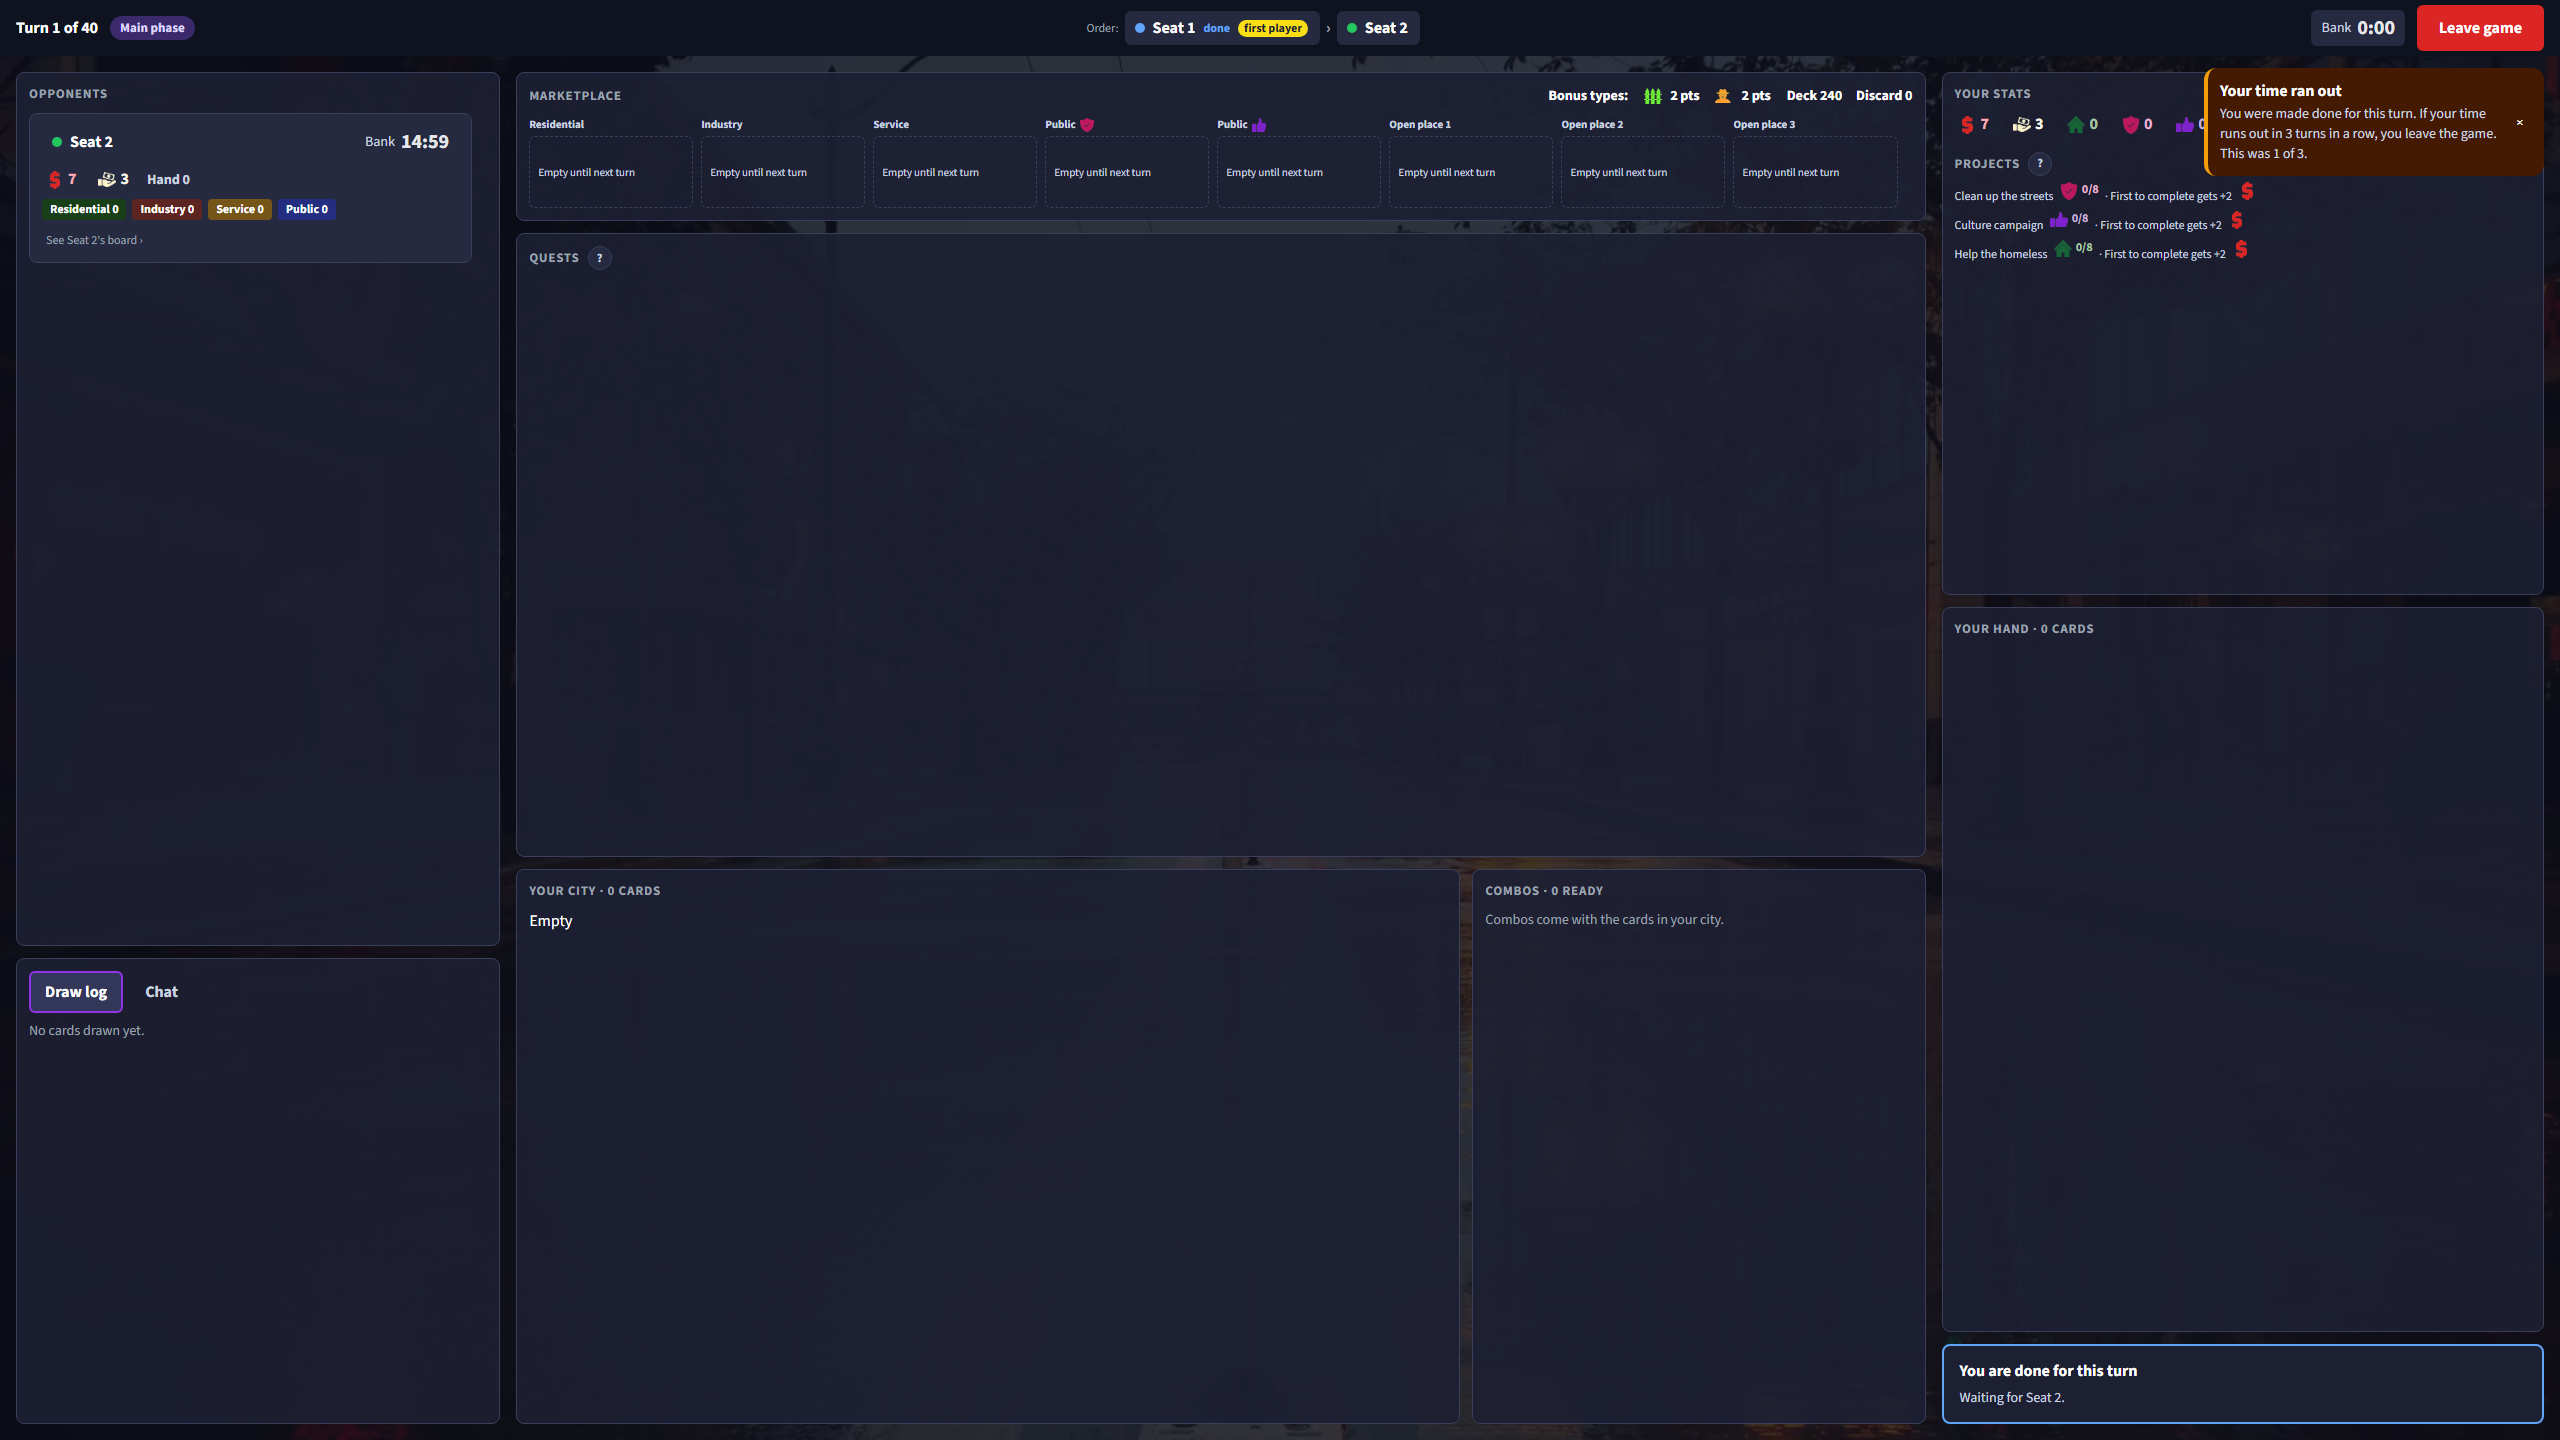 Turn 1 of 40 Main phase
Order: Seat 1 done first player › Seat 2
Bank 0:00 Leave game
OPPONENTS
Seat 2 Bank 14:59
7 3 Hand 0
Residential 0 Industry 0 Service 0 Public 0
See Seat 2's board ›
Draw log Chat
No cards drawn yet.
MARKETPLACE Bonus types: 2 pts 2 pts Deck 240 Discard 0
Residential Industry Service Public Public Open place 1 Open place 2 Open place 3
Empty until next turn Empty until next turn Empty until next turn Empty until next turn Empty until next turn Empty until next turn Empty until next turn Empty until next turn
QUESTS ?
YOUR CITY · 0 CARDS
Empty
COMBOS · 0 READY
Combos come with the cards in your city.
YOUR STATS
$ 7 3 0 0 0
PROJECTS ?
Clean up the streets 0/8 · First to complete gets +2 $
Culture campaign 0/8 · First to complete gets +2 $
Help the homeless 0/8 · First to complete gets +2 $
Your time ran out
You were made done for this turn. If your time
runs out in 3 turns in a row, you leave the game.
This was 1 of 3.
×
YOUR HAND · 0 CARDS
You are done for this turn
Waiting for Seat 2.